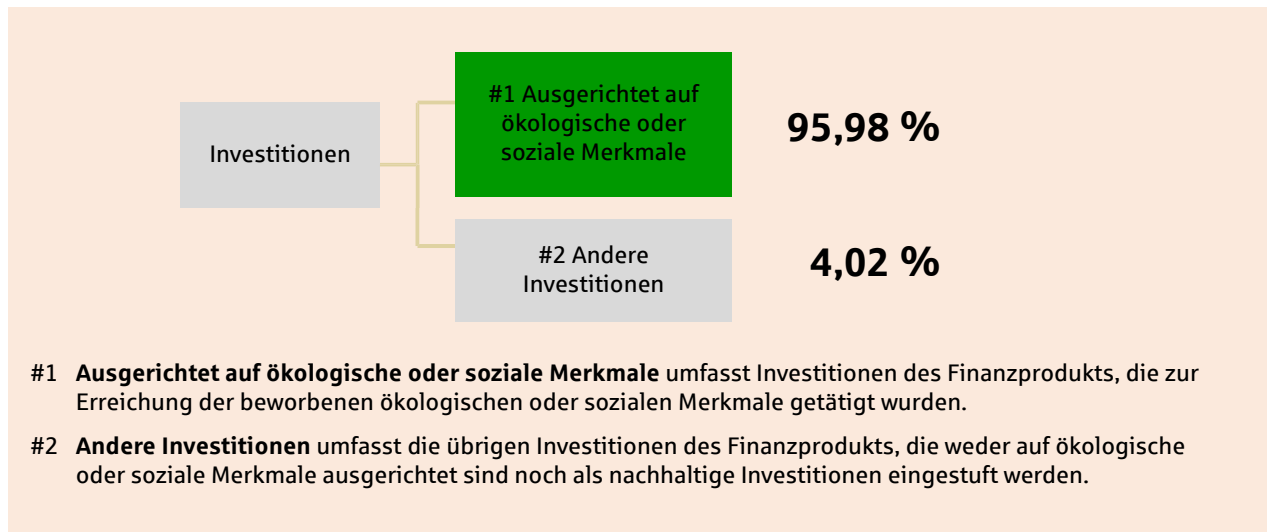 Investitionen
#1 Ausgerichtet auf
ökologische oder
soziale Merkmale
95,98 %
#2 Andere
Investitionen
4,02 %
#1 Ausgerichtet auf ökologische oder soziale Merkmale umfasst Investitionen des Finanzprodukts, die zur
Erreichung der beworbenen ökologischen oder sozialen Merkmale getätigt wurden.
#2 Andere Investitionen umfasst die übrigen Investitionen des Finanzprodukts, die weder auf ökologische
oder soziale Merkmale ausgerichtet sind noch als nachhaltige Investitionen eingestuft werden.